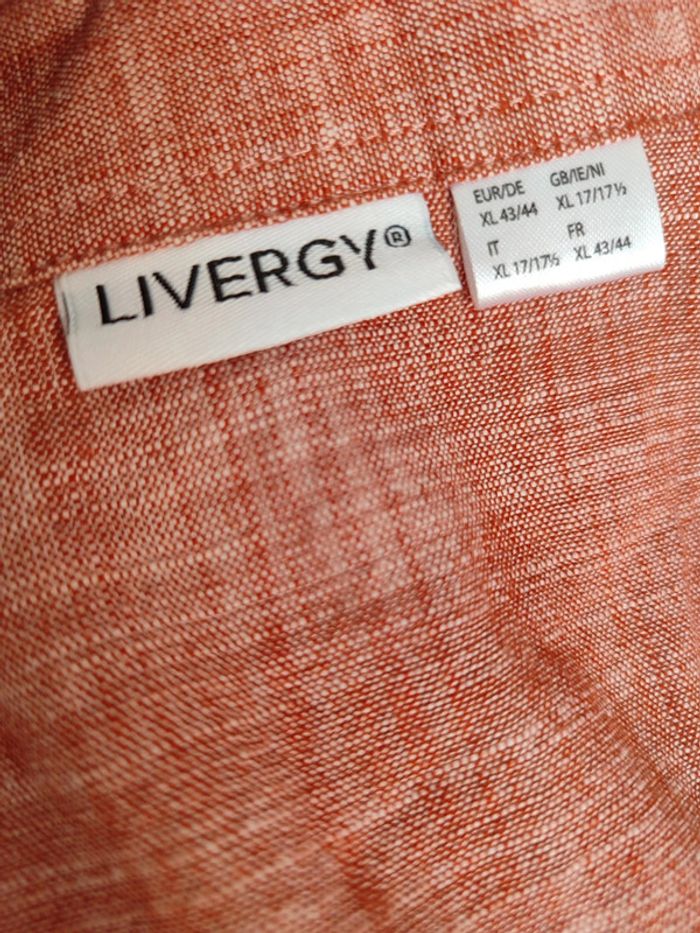 LIVERGY®
EUR/DE GB/IE/NI
XL 43/44 XL 17/17½
IT FR
XL 17/17½ XL 43/44